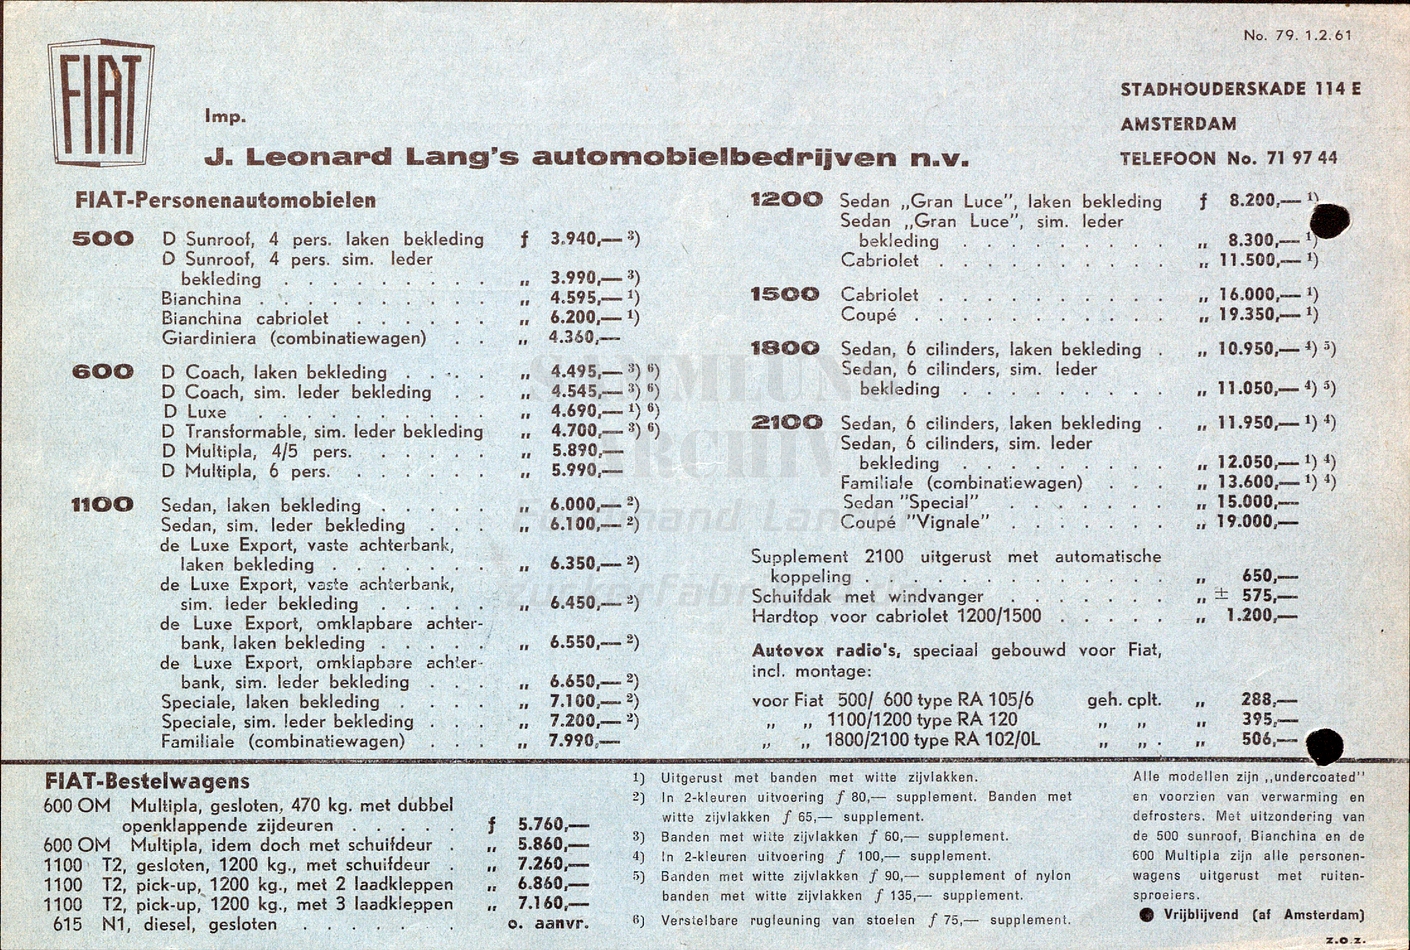 No. 79. 1.2.61
FIAT
STADHOUDERSKADE 114 E
AMSTERDAM
TELEFOON No. 71 97 44
Imp.
J. Leonard Lang's automobielbedrijven n.v.
FIAT-Personenautomobielen
500 D Sunroof, 4 pers. laken bekleding ƒ 3.940,— 3)
D Sunroof, 4 pers. sim. leder
bekleding . . . . . . . . . „ 3.990,— 3)
Bianchina . . . . . . . . . . „ 4.595,— 1)
Bianchina cabriolet . . . . . . „ 6.200,— 1)
Giardiniera (combinatiewagen) . . „ 4.360,—
600 D Coach, laken bekleding . . . . „ 4.495,— 3) 6)
D Coach, sim. leder bekleding . . „ 4.545,— 3) 6)
D Luxe . . . . . . . . . . „ 4.690,— 1) 6)
D Transformable, sim. leder bekleding „ 4.700,— 3) 6)
D Multipla, 4/5 pers. . . . . . „ 5.890,—
D Multipla, 6 pers. . . . . . . „ 5.990,—
1100 Sedan, laken bekleding . . . . . „ 6.000,— 2)
Sedan, sim. leder bekleding . . . „ 6.100,— 2)
de Luxe Export, vaste achterbank,
laken bekleding . . . . . . „ 6.350,— 2)
de Luxe Export, vaste achterbank,
sim. leder bekleding . . . . . „ 6.450,— 2)
de Luxe Export, omklapbare achter-
bank, laken bekleding . . . . . „ 6.550,— 2)
de Luxe Export, omklapbare achter-
bank, sim. leder bekleding . . . „ 6.650,— 2)
Speciale, laken bekleding . . . . „ 7.100,— 2)
Speciale, sim. leder bekleding . . . „ 7.200,— 2)
Familiale (combinatiewagen) . . . „ 7.990,—
1200 Sedan „Gran Luce”, laken bekleding ƒ 8.200,— 1)
Sedan „Gran Luce”, sim. leder
bekleding . . . . . . . . . „ 8.300,— 1)
Cabriolet . . . . . . . . . . „ 11.500,— 1)
1500 Cabriolet . . . . . . . . . . „ 16.000,— 1)
Coupé . . . . . . . . . . . „ 19.350,— 1)
1800 Sedan, 6 cilinders, laken bekleding . „ 10.950,— 4) 5)
Sedan, 6 cilinders, sim. leder
bekleding . . . . . . . . . „ 11.050,— 4) 5)
2100 Sedan, 6 cilinders, laken bekleding . „ 11.950,— 1) 4)
Sedan, 6 cilinders, sim. leder
bekleding . . . . . . . . . „ 12.050,— 1) 4)
Familiale (combinatiewagen) . . . „ 13.600,— 1) 4)
Sedan "Special" . . . . . . . . „ 15.000,—
Coupé "Vignale" . . . . . . . „ 19.000,—
Supplement 2100 uitgerust met automatische
koppeling . . . . . . . . . . . . . „ 650,—
Schuifdak met windvanger . . . . . . . „ ± 575,—
Hardtop voor cabriolet 1200/1500 . . . . . „ 1.200,—
Autovox radio's, speciaal gebouwd voor Fiat,
incl. montage:
voor Fiat 500/ 600 type RA 105/6 geh. cplt. „ 288,—
„ „ 1100/1200 type RA 120 „ „ „ 395,—
„ „ 1800/2100 type RA 102/0L „ „ . „ 506,—
SAMMLUNG
ARCHIV
FIAT-Bestelwagens
600 OM Multipla, gesloten, 470 kg. met dubbel
openklappende zijdeuren . . . . . ƒ 5.760,—
600 OM Multipla, idem doch met schuifdeur . „ 5.860,—
1100 T2, gesloten, 1200 kg., met schuifdeur . „ 7.260,—
1100 T2, pick-up, 1200 kg., met 2 laadkleppen „ 6.860,—
1100 T2, pick-up, 1200 kg., met 3 laadkleppen „ 7.160,—
615 N1, diesel, gesloten . . . . . . o. aanvr.
1) Uitgerust met banden met witte zijvlakken.
2) In 2-kleuren uitvoering ƒ 80,— supplement. Banden met
witte zijvlakken ƒ 65,— supplement.
3) Banden met witte zijvlakken ƒ 60,— supplement.
4) In 2-kleuren uitvoering ƒ 100,— supplement.
5) Banden met witte zijvlakken ƒ 90,— supplement of nylon
banden met witte zijvlakken ƒ 135,— supplement.
6) Verstelbare rugleuning van stoelen ƒ 75,— supplement.
Alle modellen zijn „undercoated”
en voorzien van verwarming en
defrosters. Met uitzondering van
de 500 sunroof, Bianchina en de
600 Multipla zijn alle personen-
wagens uitgerust met ruiten-
sproeiers.
● Vrijblijvend (af Amsterdam)
z.o.z.